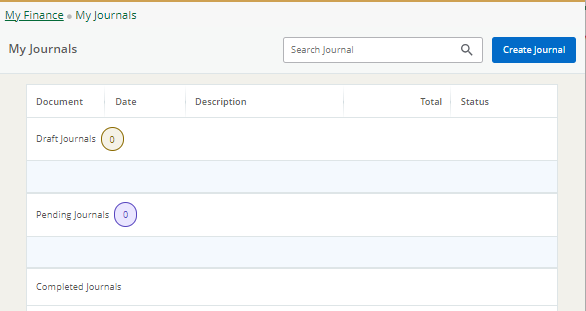 My Finance • My Journals
My Journals
Search Journal
Create Journal
Document Date Description Total Status
Draft Journals 0
Pending Journals 0
Completed Journals